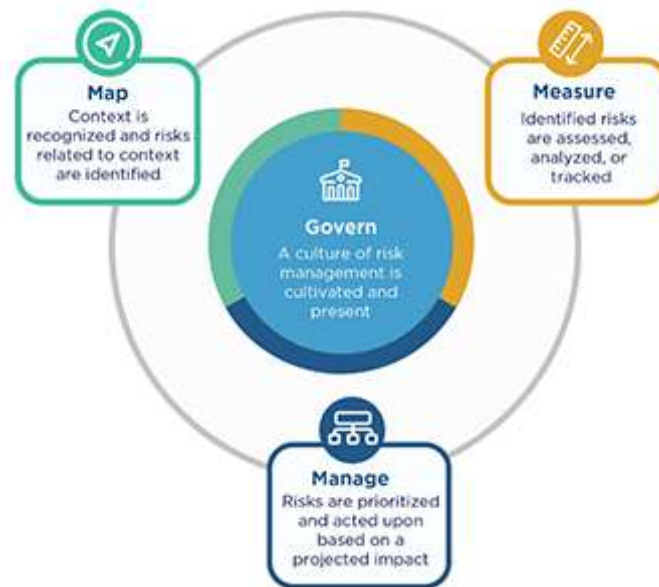 Map
Context is
recognized and risks
related to context
are identified
Measure
Identified risks
are assessed,
analyzed, or
tracked
Govern
A culture of risk
management is
cultivated and
present
Manage
Risks are prioritized
and acted upon
based on a
projected impact